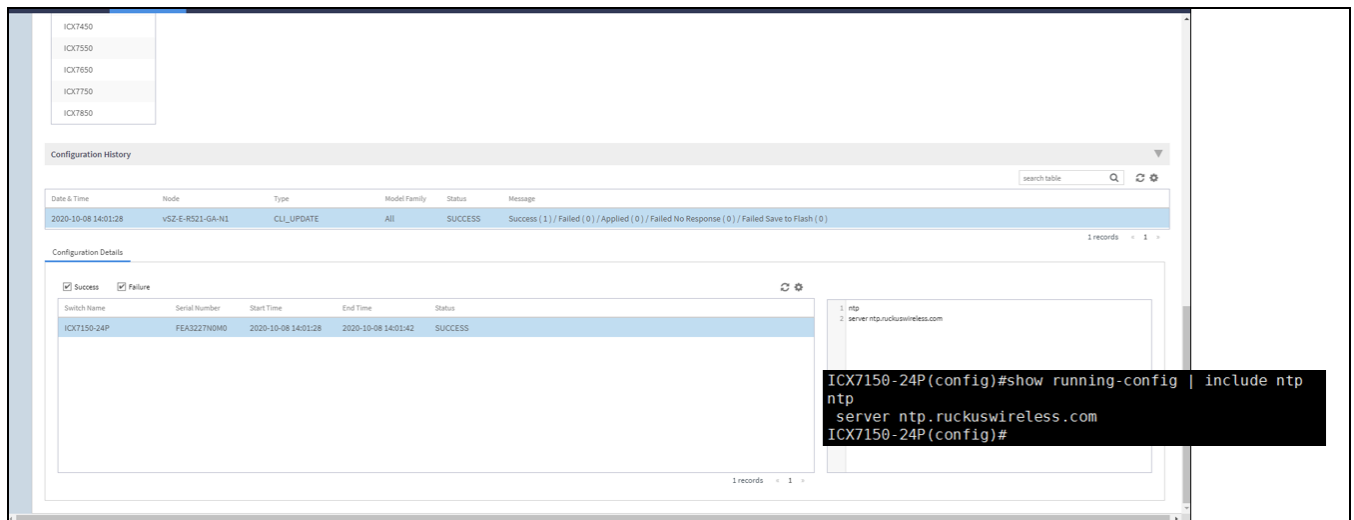 ICX7450
ICX7550
ICX7650
ICX7750
ICX7850
Configuration History
search table
Date & Time Node Type Model Family Status Message
2020-10-08 14:01:28 vSZ-E-R521-GA-N1 CLI_UPDATE All SUCCESS Success ( 1 ) / Failed ( 0 ) / Applied ( 0 ) / Failed No Response ( 0 ) / Failed Save to Flash ( 0 )
1 records « 1 »
Configuration Details
Success Failure
Switch Name Serial Number Start Time End Time Status
ICX7150-24P FEA3227N0M0 2020-10-08 14:01:28 2020-10-08 14:01:42 SUCCESS
1 ntp
2 server ntp.ruckuswireless.com
ICX7150-24P(config)#show running-config | include ntp
ntp
server ntp.ruckuswireless.com
ICX7150-24P(config)#
1 records « 1 »